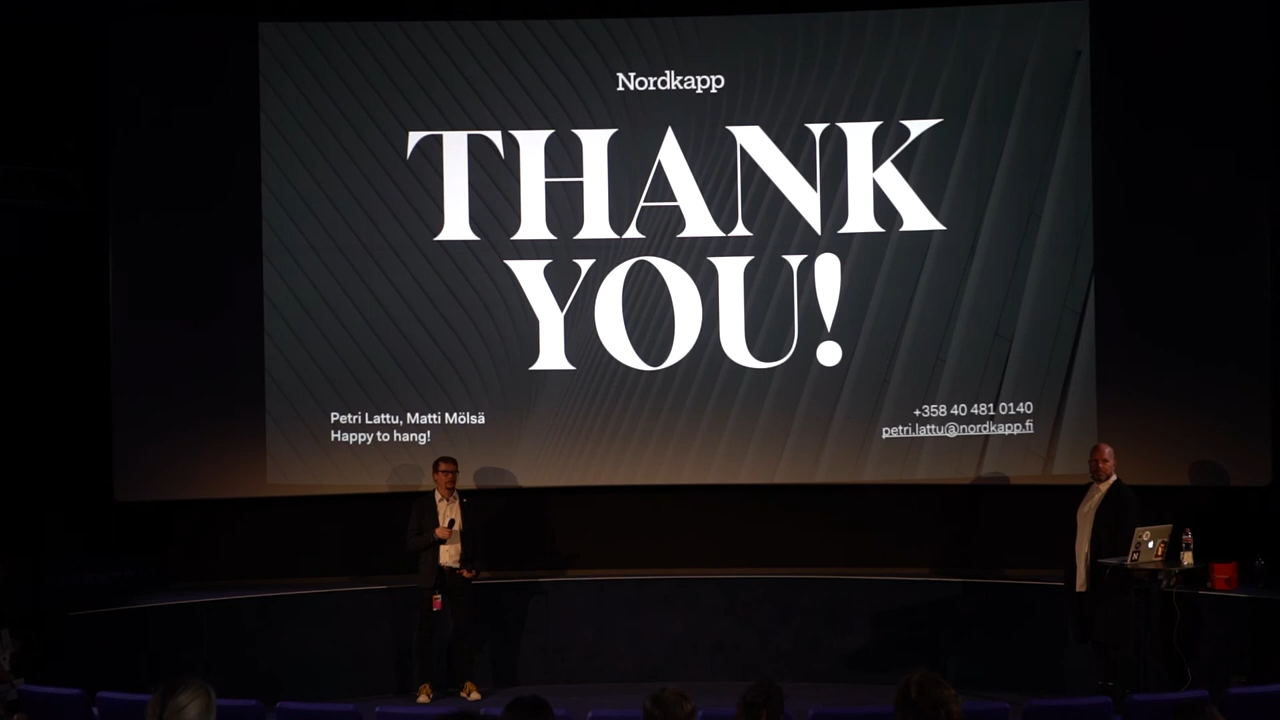 Nordkapp
THANK
YOU!
Petri Lattu, Matti Mölsä
Happy to hang!
+358 40 481 0140
petri.lattu@nordkapp.fi